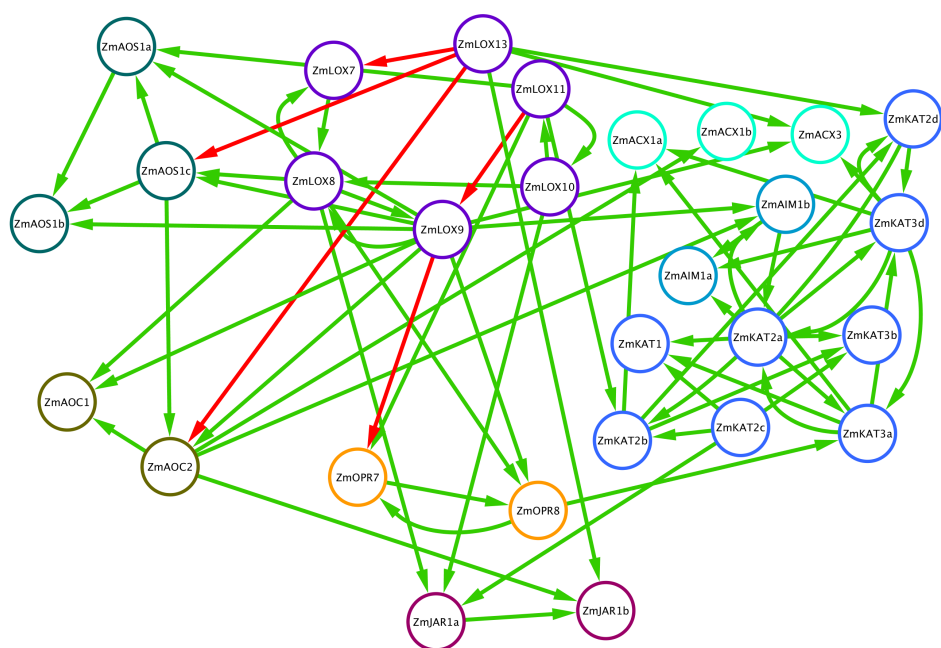 ZmAOS1a
ZmLOX13
ZmLOX7
ZmLOX11
ZmACX1a
ZmACX1b
ZmACX3
ZmKAT2d
ZmAOS1c
ZmLOX8
ZmLOX10
ZmAIM1b
ZmAOS1b
ZmLOX9
ZmKAT3d
ZmAIM1a
ZmKAT1
ZmKAT2a
ZmKAT3b
ZmAOC1
ZmKAT2b
ZmKAT2c
ZmKAT3a
ZmAOC2
ZmOPR7
ZmOPR8
ZmJAR1a
ZmJAR1b